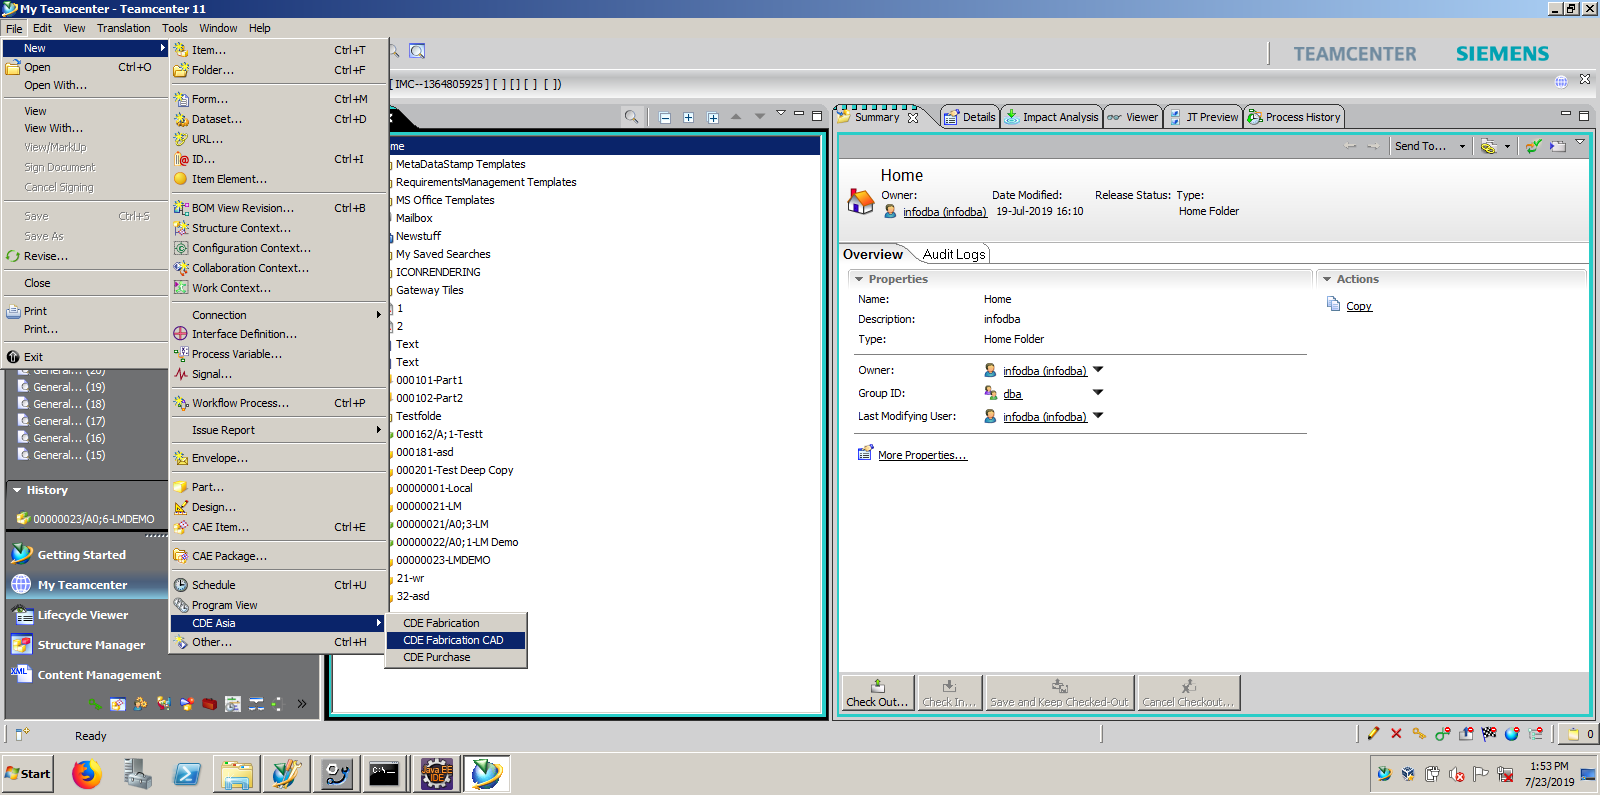 My Teamcenter - Teamcenter 11
File Edit View Translation Tools Window Help
New
Open Ctrl+O
Open With...
View
View With...
View/MarkUp
Sign Document
Cancel Signing
Save Ctrl+S
Save As
Revise...
Close
Print
Print...
Exit
General... (20)
General... (19)
General... (18)
General... (17)
General... (16)
General... (15)
History
00000023/A0;6-LMDEMO
Getting Started
My Teamcenter
Lifecycle Viewer
Structure Manager
Content Management
Item... Ctrl+T
Folder... Ctrl+F
Form... Ctrl+M
Dataset... Ctrl+D
URL...
ID... Ctrl+I
Item Element...
BOM View Revision... Ctrl+B
Structure Context...
Configuration Context...
Collaboration Context...
Work Context...
Connection
Interface Definition...
Process Variable...
Signal...
Workflow Process... Ctrl+P
Issue Report
Envelope...
Part...
Design...
CAE Item... Ctrl+E
CAE Package...
Schedule Ctrl+U
Program View
CDE Asia
Other... Ctrl+H
CDE Fabrication
CDE Fabrication CAD
CDE Purchase
TEAMCENTER SIEMENS
[ IMC--1364805925 ] [ ] [ ] [ ] [ ])
me
MetaDataStamp Templates
RequirementsManagement Templates
MS Office Templates
Mailbox
Newstuff
My Saved Searches
ICONRENDERING
Gateway Tiles
1
2
Text
Text
000101-Part1
000102-Part2
Testfolde
000162/A;1-Testt
000181-asd
000201-Test Deep Copy
00000001-Local
00000021-LM
00000021/A0;3-LM
00000022/A0;1-LM Demo
00000023-LMDEMO
21-wr
32-asd
Summary Details Impact Analysis Viewer JT Preview Process History
Send To...
Home
Owner: Date Modified: Release Status: Type:
infodba (infodba) 19-Jul-2019 16:10 Home Folder
Overview Audit Logs
Properties
Name: Home
Description: infodba
Type: Home Folder
Owner: infodba (infodba)
Group ID: dba
Last Modifying User: infodba (infodba)
More Properties...
Actions
Copy
Check Out... Check In... Save and Keep Checked-Out Cancel Checkout...
Ready
0
Start
Java EE
IDE
1:53 PM
7/23/2019